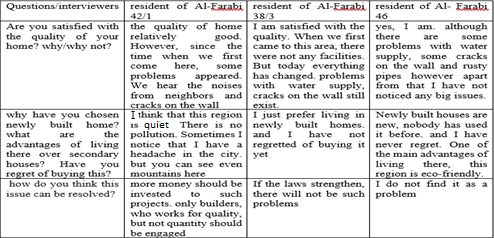 Questions/interviewers
resident of Al-Farabi
42/1
resident of Al-Farabi
38/3
resident of Al- Farabi
46
Are you satisfied with
the quality of your
home? why/why not?
the quality of home
relatively good.
However, since the
time when we first
come here, some
problems appeared.
We hear the noises
from neighbors and
cracks on the wall
I am satisfied with the
quality. When we first
came to this area, there
were not any facilities.
But today everything
has changed. problems
with water supply,
cracks on the wall still
exist.
yes, I am. although
there are some
problems with water
supply, some cracks
on the wall and rusty
pipes however apart
from that I have not
noticed any big issues.
why have you chosen
newly built home?
what are the
advantages of living
there over secondary
houses? Have you
regret of buying this?
I think that this region
is quiet There is no
pollution. Sometimes I
notice that I have a
headache in the city.
but you can see even
mountains here
I just prefer living in
newly built homes.
and I have not
regretted of buying it
yet
Newly built houses are
new, nobody has used
it before. and I have
never regret. One of
the main advantages of
living there, this
region is eco-friendly.
how do you think this
issue can be resolved?
more money should be
invested to such
projects. only builders,
who works for quality,
but not quantity should
be engaged
If the laws strengthen,
there will not be such
problems
I do not find it as a
problem